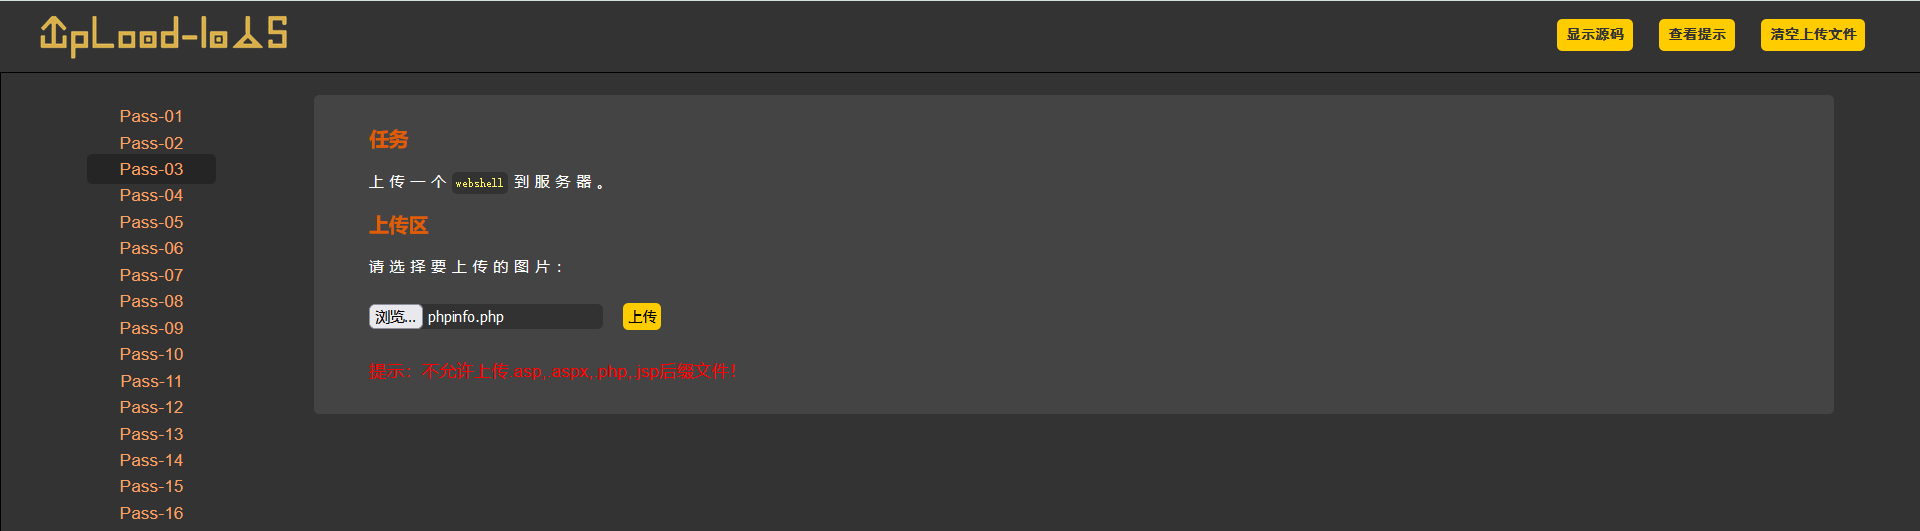 UpLoad-labS
显示源码 查看提示 清空上传文件
Pass-01
Pass-02
Pass-03
Pass-04
Pass-05
Pass-06
Pass-07
Pass-08
Pass-09
Pass-10
Pass-11
Pass-12
Pass-13
Pass-14
Pass-15
Pass-16
任务
上传一个 webshell 到服务器。
上传区
请选择要上传的图片：
浏览... phpinfo.php 上传
提示：不允许上传.asp,.aspx,.php,.jsp后缀文件！